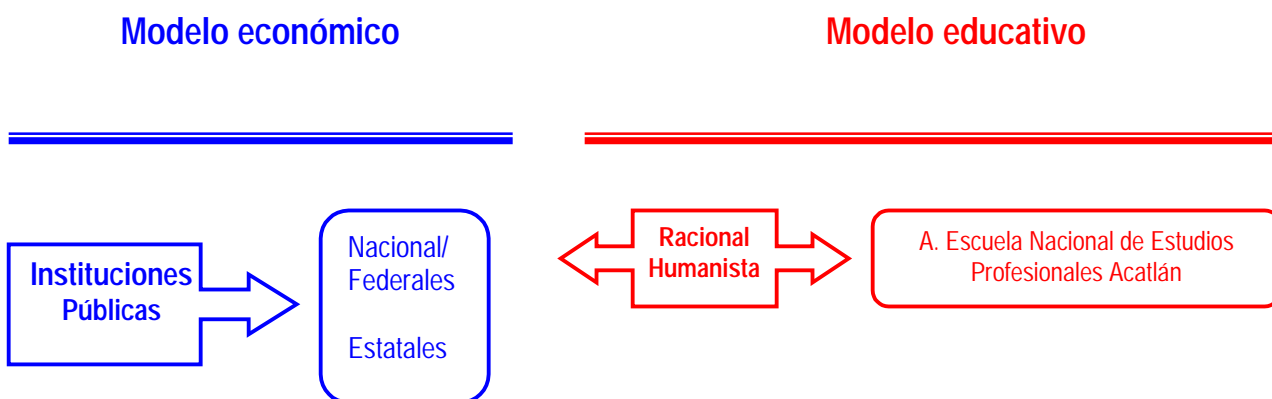 Modelo económico
Modelo educativo
Instituciones
Públicas
Nacional/
Federales
Estatales
Racional
Humanista
A. Escuela Nacional de Estudios
Profesionales Acatlán